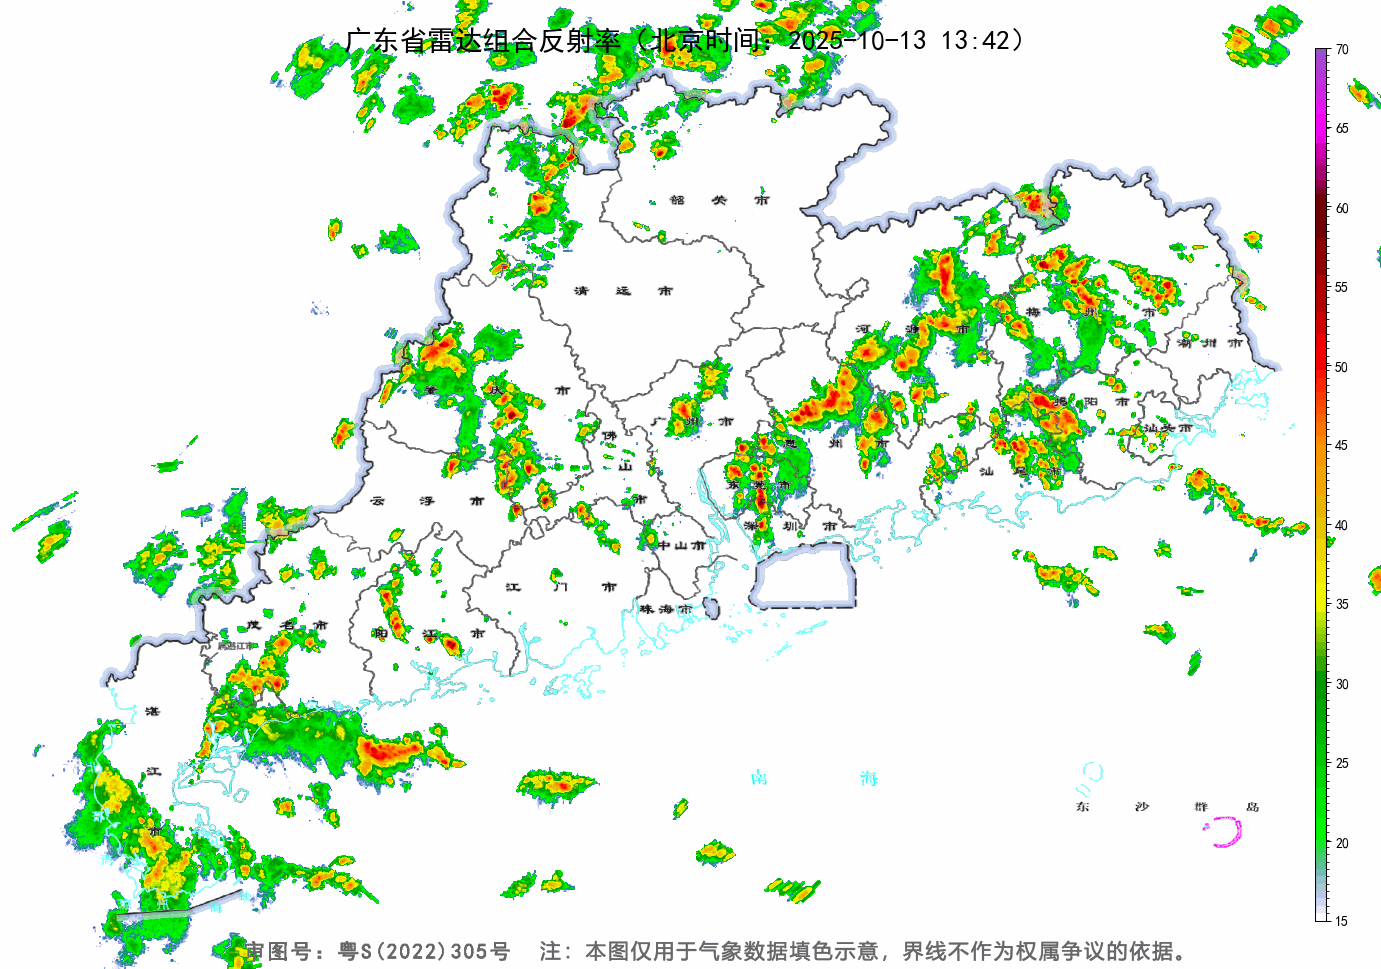 广东省雷达组合反射率（北京时间：2025-10-13 13:42）
70
65
60
55
50
45
40
35
30
25
20
15
韶关市
清远市
河源市
梅州市
潮州市
肇庆市
广州市
佛山市
惠州市
揭阳市
汕头市
汕尾市
东莞市
云浮市
深圳市
中山市
江门市
珠海市
茂名市
阳江市
属湛江市
湛江市
南海
东沙群岛
审图号：粤S(2022)305号 注：本图仅用于气象数据填色示意，界线不作为权属争议的依据。